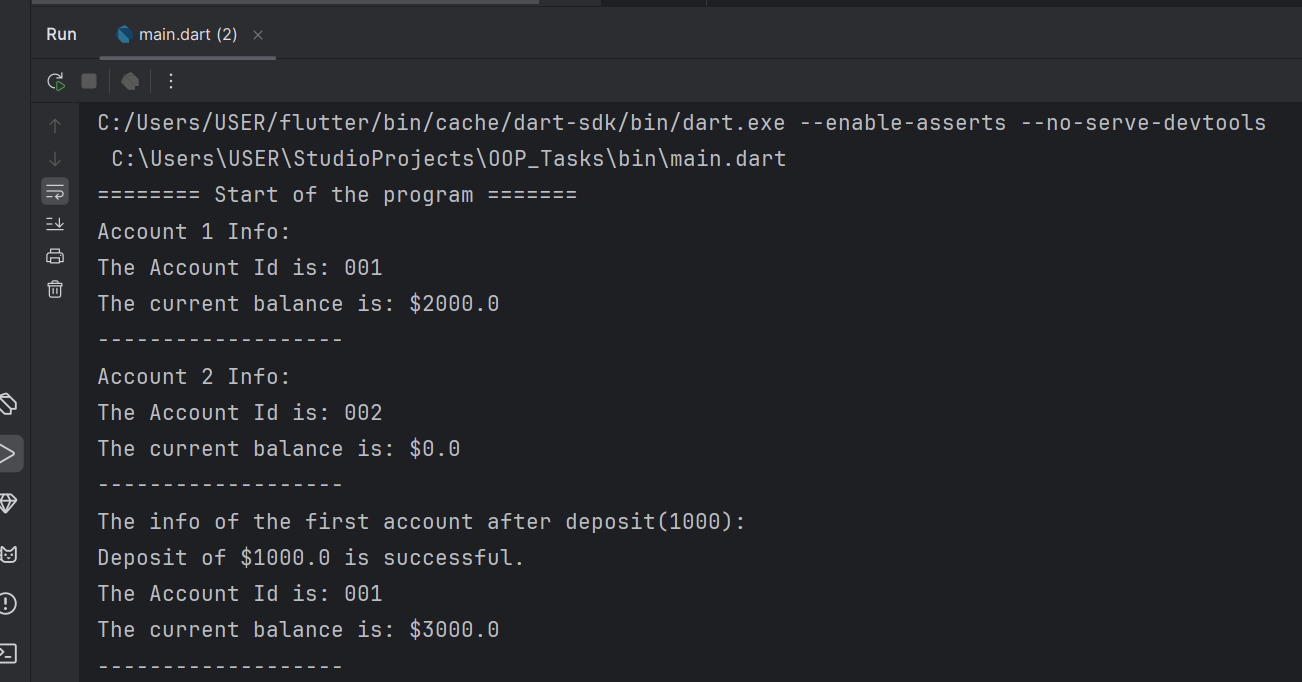 Run main.dart (2)
C:/Users/USER/flutter/bin/cache/dart-sdk/bin/dart.exe --enable-asserts --no-serve-devtools
C:\Users\USER\StudioProjects\OOP_Tasks\bin\main.dart
======== Start of the program =======
Account 1 Info:
The Account Id is: 001
The current balance is: $2000.0
-------------------
Account 2 Info:
The Account Id is: 002
The current balance is: $0.0
-------------------
The info of the first account after deposit(1000):
Deposit of $1000.0 is successful.
The Account Id is: 001
The current balance is: $3000.0
-------------------